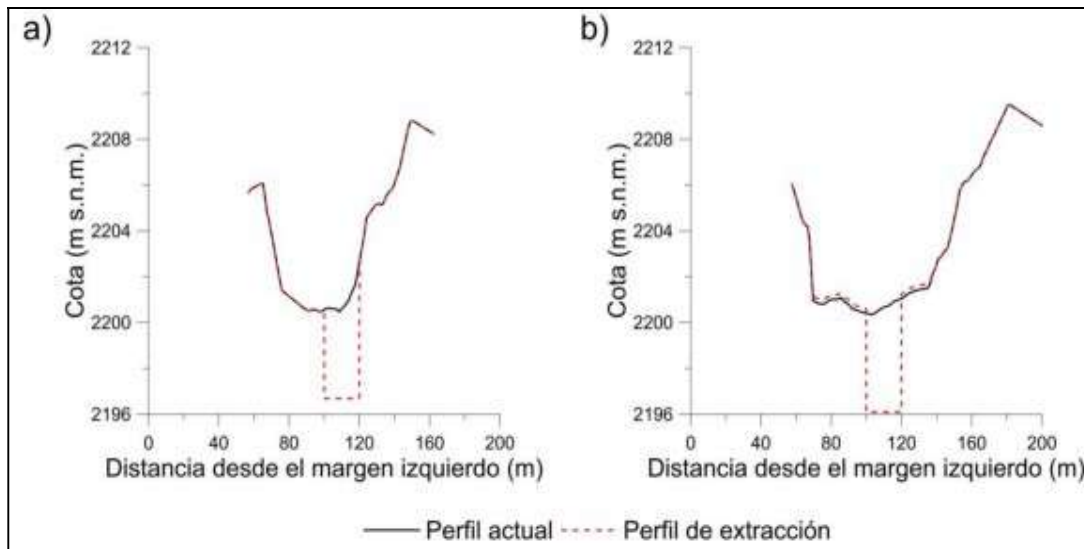 a)
2212
2208
2204
2200
2196
Cota (m s.n.m.)
0 40 80 120 160 200
Distancia desde el margen izquierdo (m)
b)
2212
2208
2204
2200
2196
Cota (m s.n.m.)
0 40 80 120 160 200
Distancia desde el margen izquierdo (m)
Perfil actual Perfil de extracción